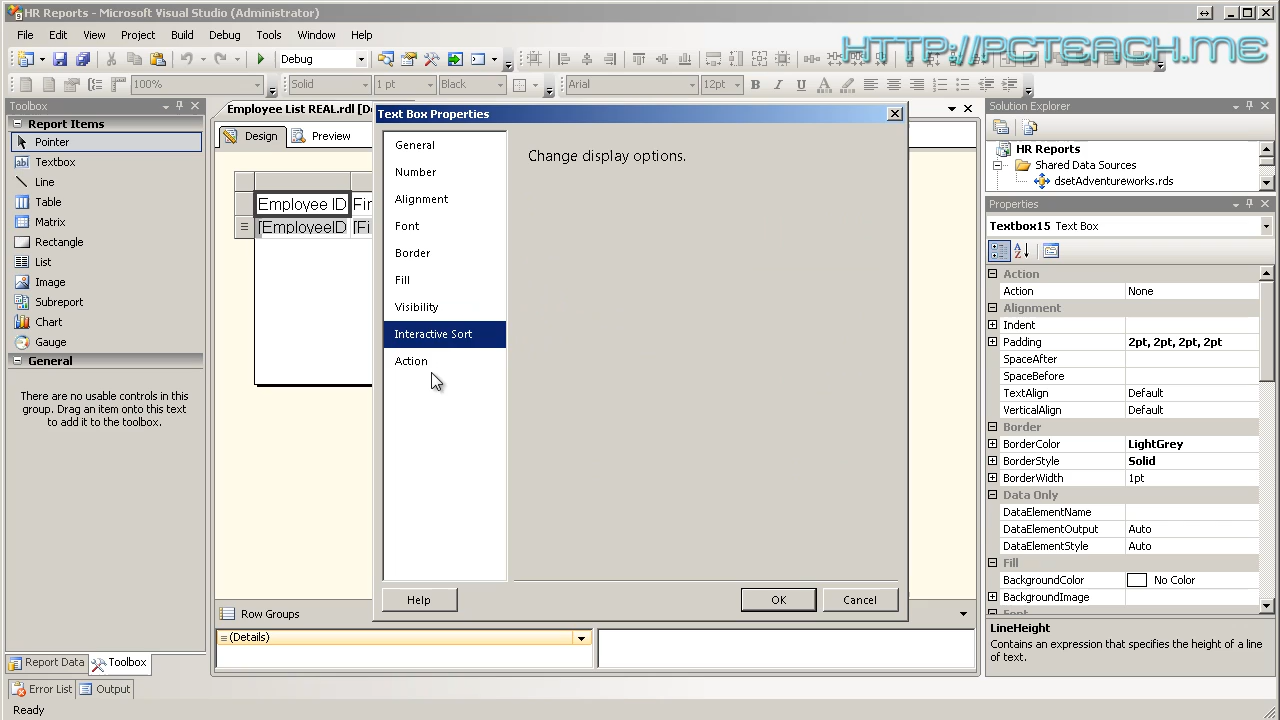 HR Reports - Microsoft Visual Studio (Administrator)
File Edit View Project Build Debug Tools Window Help
HTTP://PCTEACH.ME
Debug
100% Solid 1 pt Black Arial 12pt B I U A
Toolbox
Report Items
Pointer
Textbox
Line
Table
Matrix
Rectangle
List
Image
Subreport
Chart
Gauge
General
There are no usable controls in this
group. Drag an item onto this text
to add it to the toolbox.
Report Data Toolbox
Error List Output
Ready
Employee List REAL.rdl [De
Design Preview
Employee ID Fir
[EmployeeID [Fi
Row Groups
(Details)
Text Box Properties
General
Number
Alignment
Font
Border
Fill
Visibility
Interactive Sort
Action
Change display options.
Help OK Cancel
Solution Explorer
HR Reports
Shared Data Sources
dsetAdventureworks.rds
Properties
Textbox15 Text Box
Action
Action None
Alignment
Indent
Padding 2pt, 2pt, 2pt, 2pt
SpaceAfter
SpaceBefore
TextAlign Default
VerticalAlign Default
Border
BorderColor LightGrey
BorderStyle Solid
BorderWidth 1pt
Data Only
DataElementName
DataElementOutput Auto
DataElementStyle Auto
Fill
BackgroundColor No Color
BackgroundImage
LineHeight
Contains an expression that specifies the height of a line
of text.